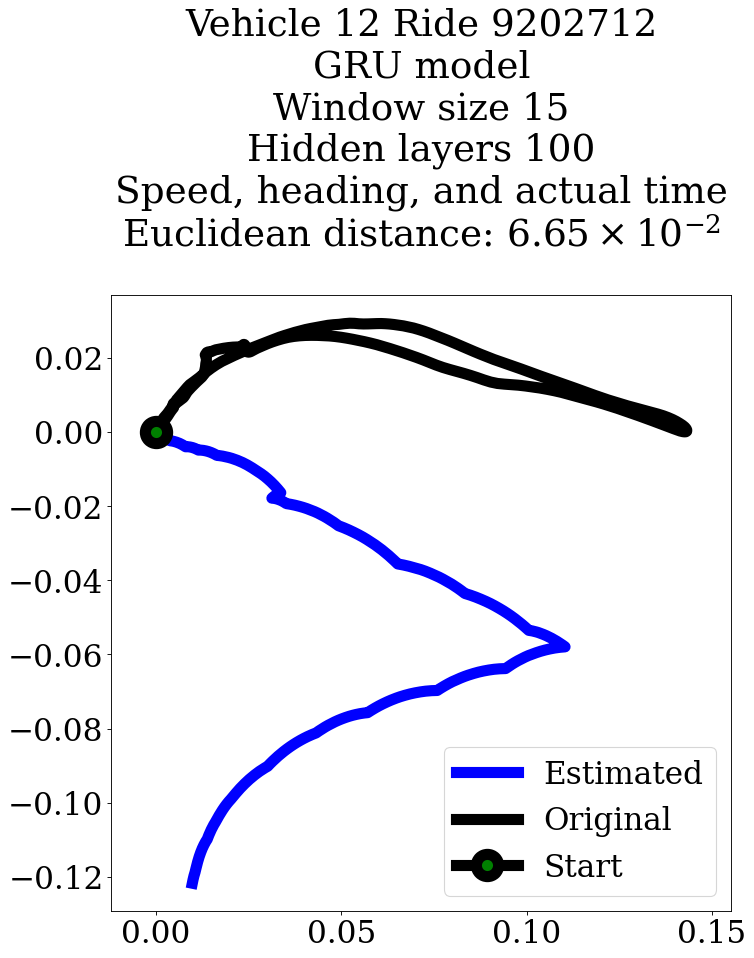 Vehicle 12 Ride 9202712
GRU model
Window size 15
Hidden layers 100
Speed, heading, and actual time
Euclidean distance: 6.65 × 10⁻²
0.02
0.00
−0.02
−0.04
−0.06
−0.08
−0.10
−0.12
Estimated
Original
Start
0.00 0.05 0.10 0.15